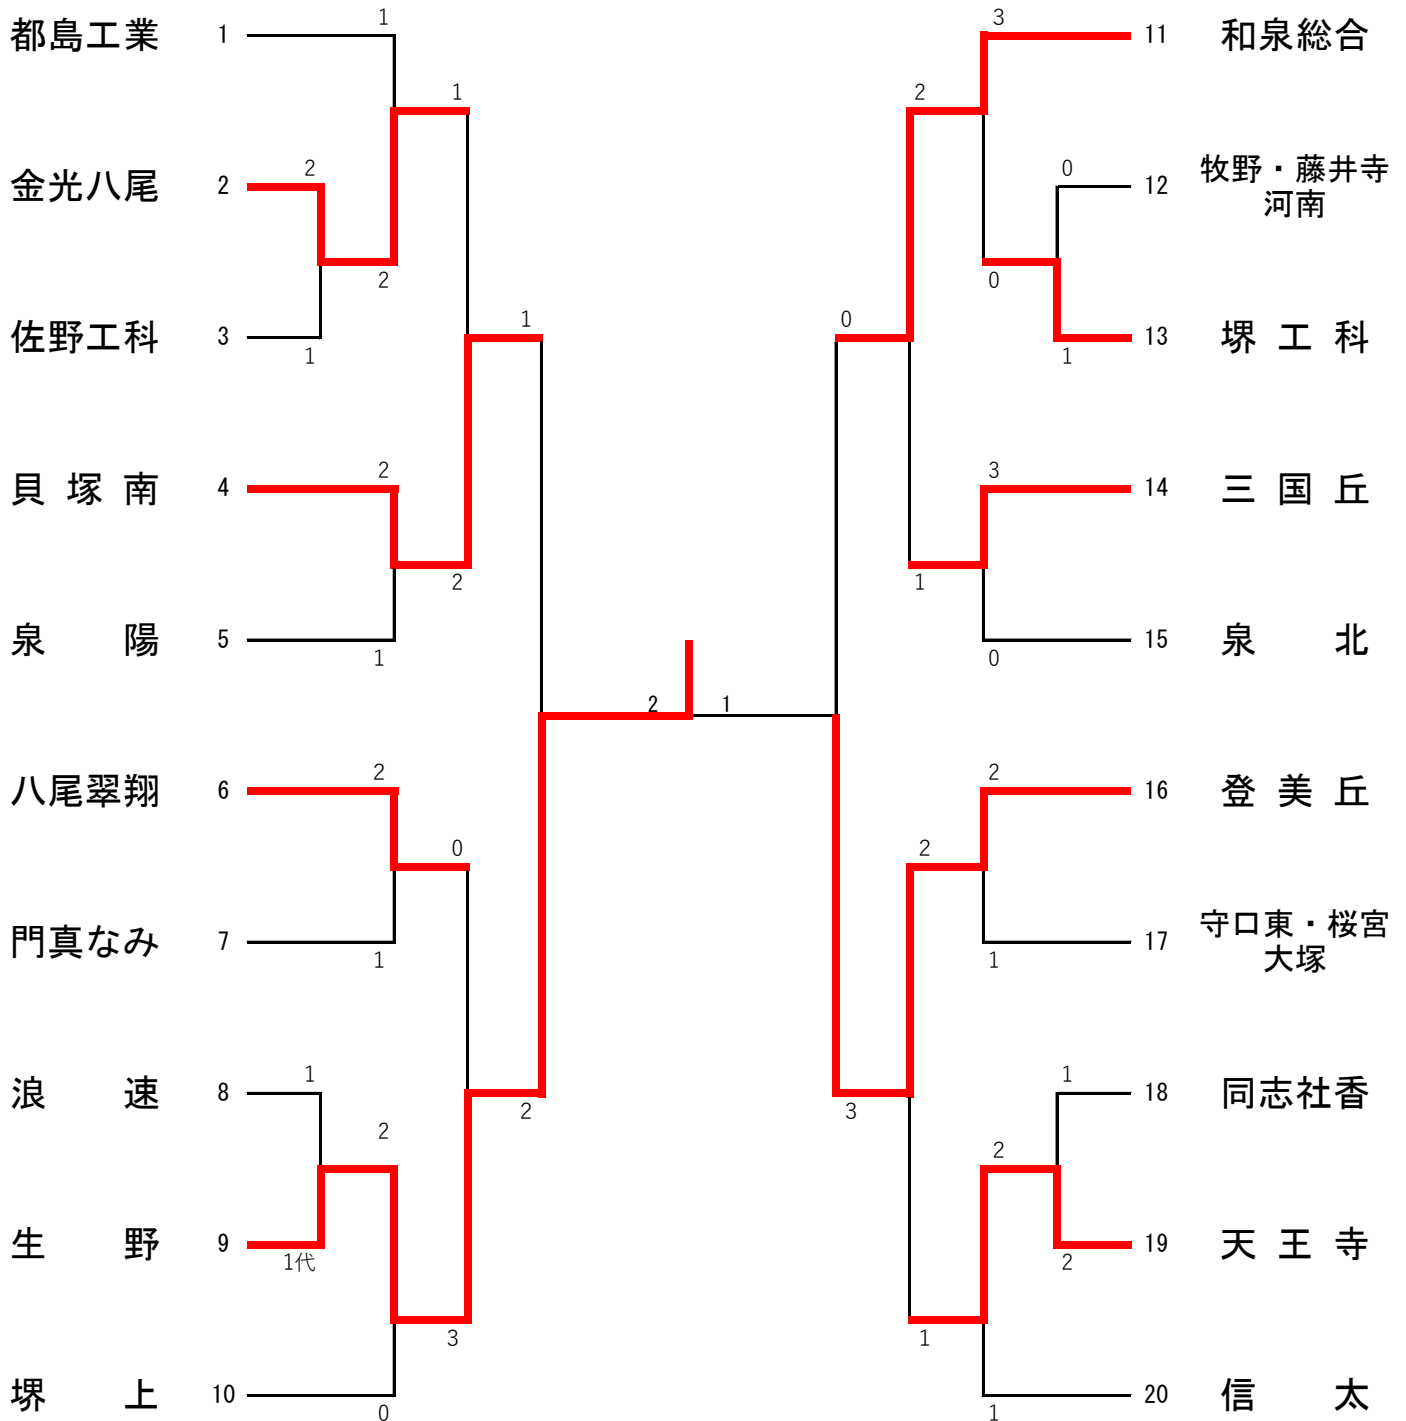 都島工業 1 1
1
金光八尾 2 2
2
佐野工科 3 1
1
貝塚南 4 2
2
泉陽 5 1
2 1
八尾翠翔 6 2
0
門真なみ 7 1
浪速 8 1
2
2
生野 9 1代
3
堺上 10 0
3 11 和泉総合
2
0 12 牧野・藤井寺
河南
0
0
1 13 堺工科
3 14 三国丘
1
0 15 泉北
2 16 登美丘
2
1 17 守口東・桜宮
大塚
1 18 同志社香
3
2
2 19 天王寺
1
1 20 信太